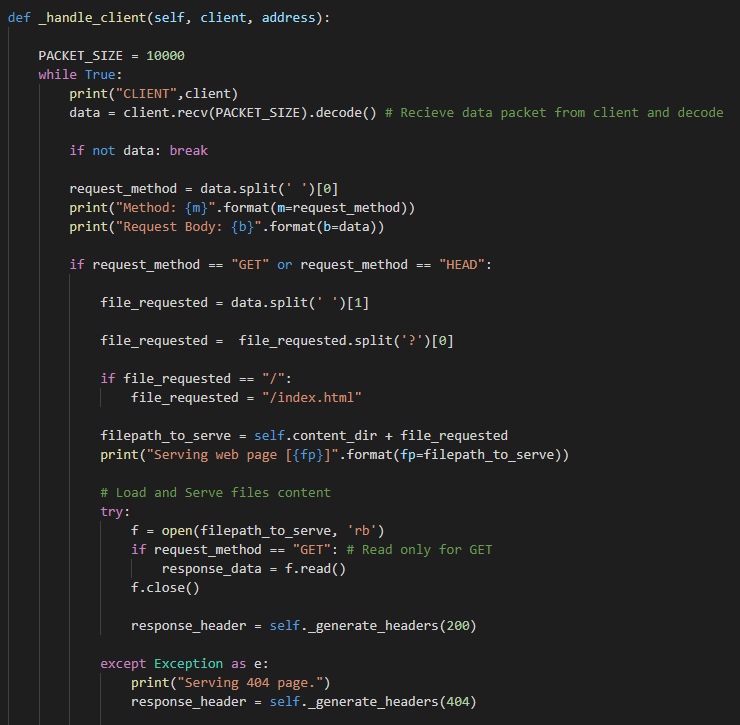 def _handle_client(self, client, address):
PACKET_SIZE = 10000
while True:
print("CLIENT",client)
data = client.recv(PACKET_SIZE).decode() # Recieve data packet from client and decode
if not data: break
request_method = data.split(' ')[0]
print("Method: {m}".format(m=request_method))
print("Request Body: {b}".format(b=data))
if request_method == "GET" or request_method == "HEAD":
file_requested = data.split(' ')[1]
file_requested =  file_requested.split('?')[0]
if file_requested == "/":
file_requested = "/index.html"
filepath_to_serve = self.content_dir + file_requested
print("Serving web page [{fp}]".format(fp=filepath_to_serve))
# Load and Serve files content
try:
f = open(filepath_to_serve, 'rb')
if request_method == "GET": # Read only for GET
response_data = f.read()
f.close()
response_header = self._generate_headers(200)
except Exception as e:
print("Serving 404 page.")
response_header = self._generate_headers(404)